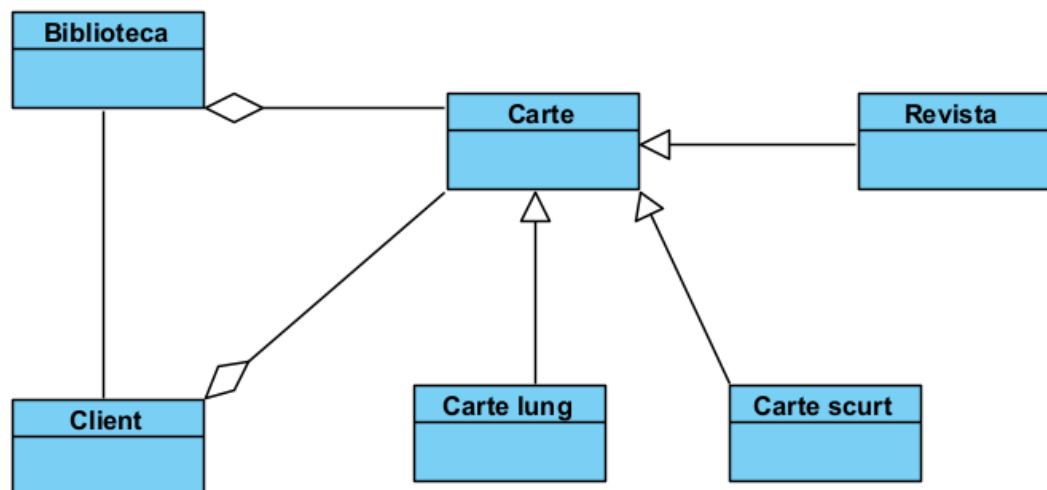 Biblioteca
Carte
Revista
Client
Carte lung
Carte scurt